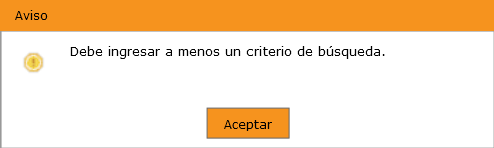 Aviso
Debe ingresar a menos un criterio de búsqueda.
Aceptar